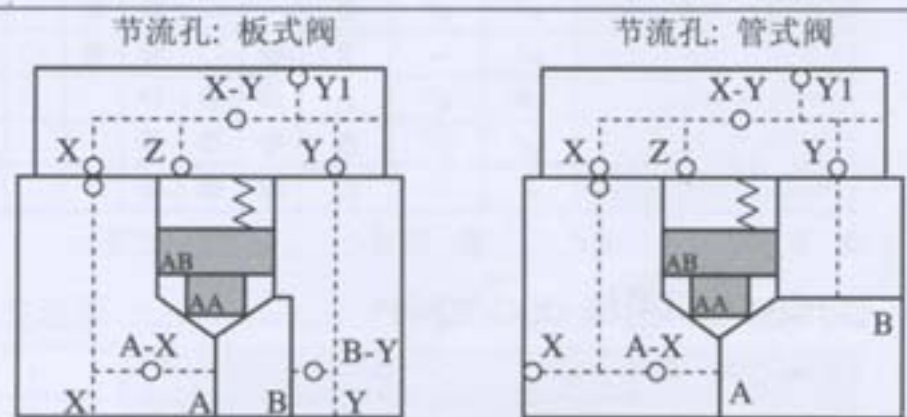 节流孔: 板式阀
X-Y Y1
X Z Y
AB
AA
A-X B-Y
X A B Y
节流孔: 管式阀
X-Y Y1
X Z Y
AB
AA
B
X A-X
A